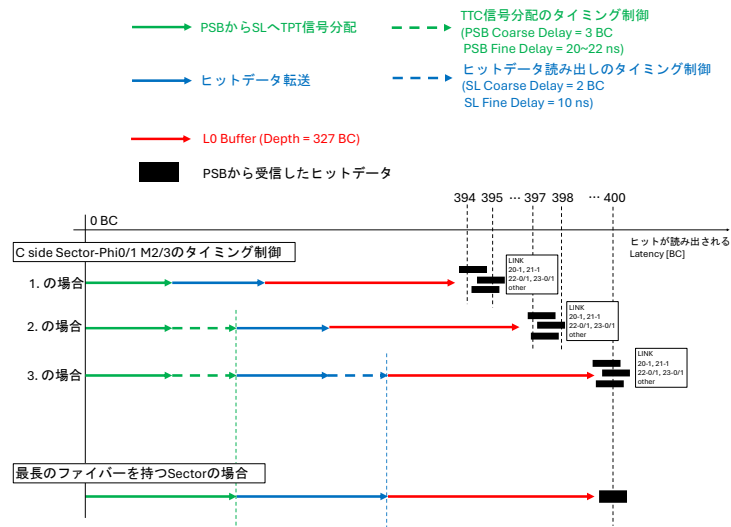 PSBからSLへTPT信号分配
TTC信号分配のタイミング制御
(PSB Coarse Delay = 3 BC
PSB Fine Delay = 20~22 ns)
ヒットデータ転送
ヒットデータ読み出しのタイミング制御
(SL Coarse Delay = 2 BC
SL Fine Delay = 10 ns)
L0 Buffer (Depth = 327 BC)
PSBから受信したヒットデータ
394 395 … 397 398 … 400
0 BC
ヒットが読み出される
Latency [BC]
C side Sector-Phi0/1 M2/3のタイミング制御
1. の場合
LINK
20-1, 21-1
22-0/1, 23-0/1
other
2. の場合
LINK
20-1, 21-1
22-0/1, 23-0/1
other
3. の場合
LINK
20-1, 21-1
22-0/1, 23-0/1
other
最長のファイバーを持つSectorの場合